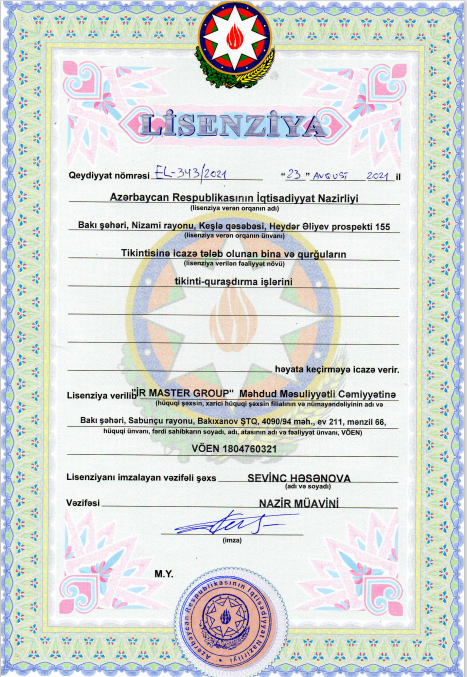 LİSENZİYA
Qeydiyyat nömrəsi EL-343/2021 "23" AVQUST 2021 il
Azərbaycan Respublikasının İqtisadiyyat Nazirliyi
(lisenziya verən orqanın adı)
Bakı şəhəri, Nizami rayonu, Keşlə qəsəbəsi, Heydər Əliyev prospekti 155
(lisenziya verən orqanın ünvanı)
Tikintisinə icazə tələb olunan bina və qurğuların
(lisenziya verilən fəaliyyət növü)
tikinti-quraşdırma işlərini
həyata keçirməyə icazə verir.
Lisenziya verilib "IR MASTER GROUP" Məhdud Məsuliyyətli Cəmiyyətinə
(hüquqi şəxsin, xarici hüquqi şəxsin filialının və nümayəndəliyin adı və
Bakı şəhəri, Sabunçu rayonu, Bakıxanov ŞTQ, 4090/94 məh., ev 211, mənzil 66,
hüquqi ünvanı, fərdi sahibkarın soyadı, adı, atasının adı və fəaliyyət ünvanı, VÖEN)
VÖEN 1804760321
Lisenziyanı imzalayan vəzifəli şəxs SEVİNC HƏSƏNOVA
(adı və soyadı)
Vəzifəsi NAZİR MÜAVİNİ
(imza)
M.Y.
Azərbaycan Respublikasının İqtisadiyyat Nazirliyi